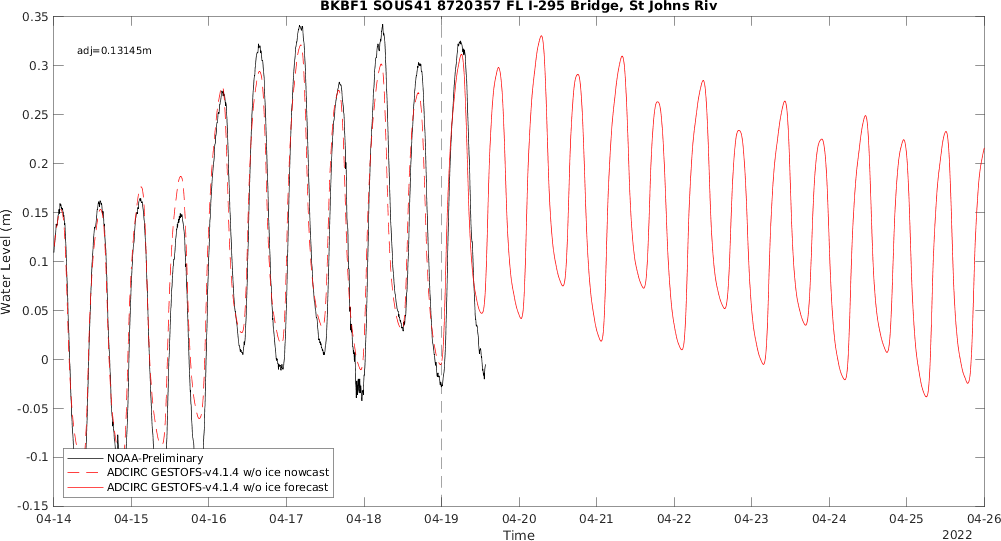 BKBF1 SOUS41 8720357 FL I-295 Bridge, St Johns Riv
0.35
adj=0.13145m
0.3
0.25
0.2
0.15
0.1
0.05
0
-0.05
-0.1
-0.15
Water Level (m)
NOAA-Preliminary
ADCIRC GESTOFS-v4.1.4 w/o ice nowcast
ADCIRC GESTOFS-v4.1.4 w/o ice forecast
04-14 04-15 04-16 04-17 04-18 04-19 04-20 04-21 04-22 04-23 04-24 04-25 04-26
Time
2022